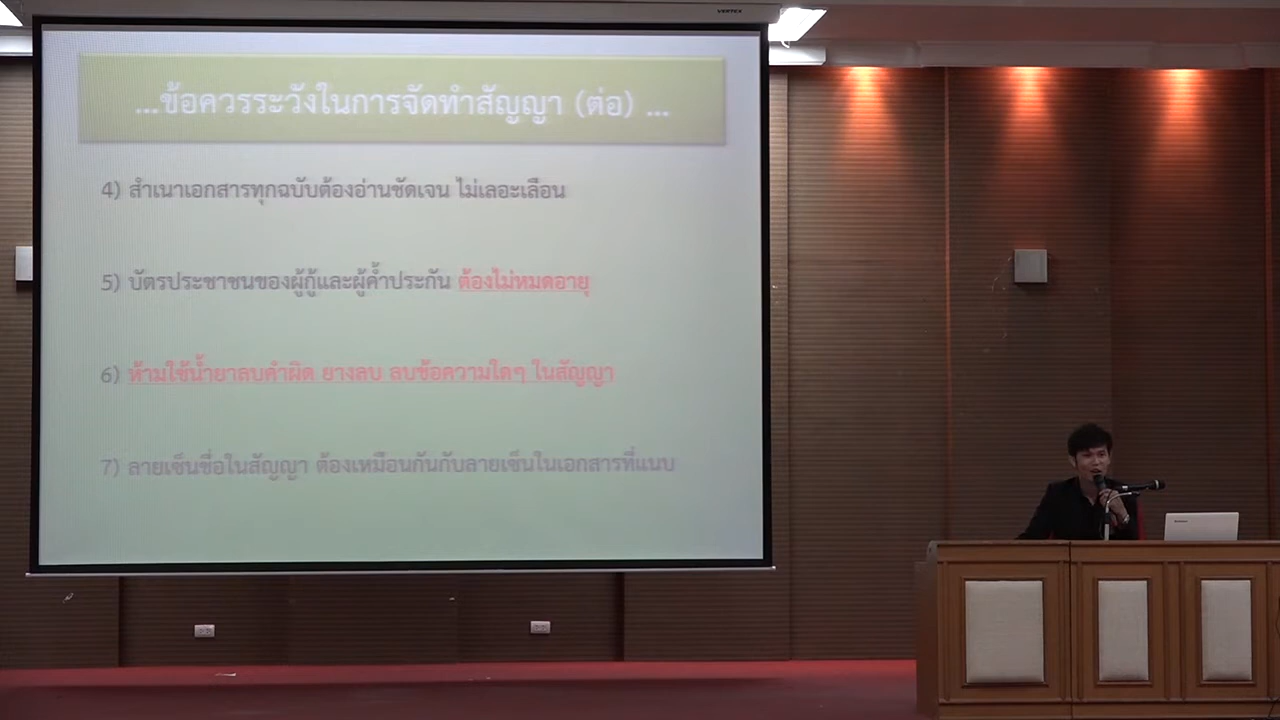 VERTEX
...ข้อควรระวังในการจัดทำสัญญา (ต่อ) ...
4) สำเนาเอกสารทุกฉบับต้องอ่านชัดเจน ไม่เลอะเลือน
5) บัตรประชาชนของผู้กู้และผู้ค้ำประกัน ต้องไม่หมดอายุ
6) ห้ามใช้น้ำยาลบคำผิด ยางลบ ลบข้อความใดๆ ในสัญญา
7) ลายเซ็นชื่อในสัญญา ต้องเหมือนกันกับลายเซ็นในเอกสารที่แนบ